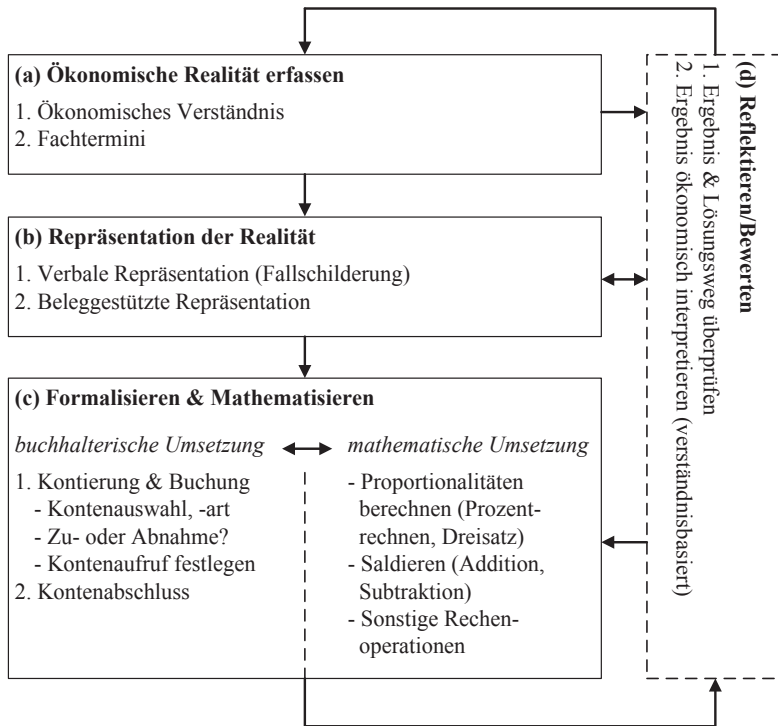 (a) Ökonomische Realität erfassen
1. Ökonomisches Verständnis
2. Fachtermini
(b) Repräsentation der Realität
1. Verbale Repräsentation (Fallschilderung)
2. Beleggestützte Repräsentation
(c) Formalisieren & Mathematisieren
buchhalterische Umsetzung
1. Kontierung & Buchung
- Kontenauswahl, -art
- Zu- oder Abnahme?
- Kontenaufruf festlegen
2. Kontenabschluss
mathematische Umsetzung
- Proportionalitäten
berechnen (Prozent-
rechnen, Dreisatz)
- Saldieren (Addition,
Subtraktion)
- Sonstige Rechen-
operationen
(d) Reflektieren/Bewerten
1. Ergebnis & Lösungsweg überprüfen
2. Ergebnis ökonomisch interpretieren (verständnisbasiert)